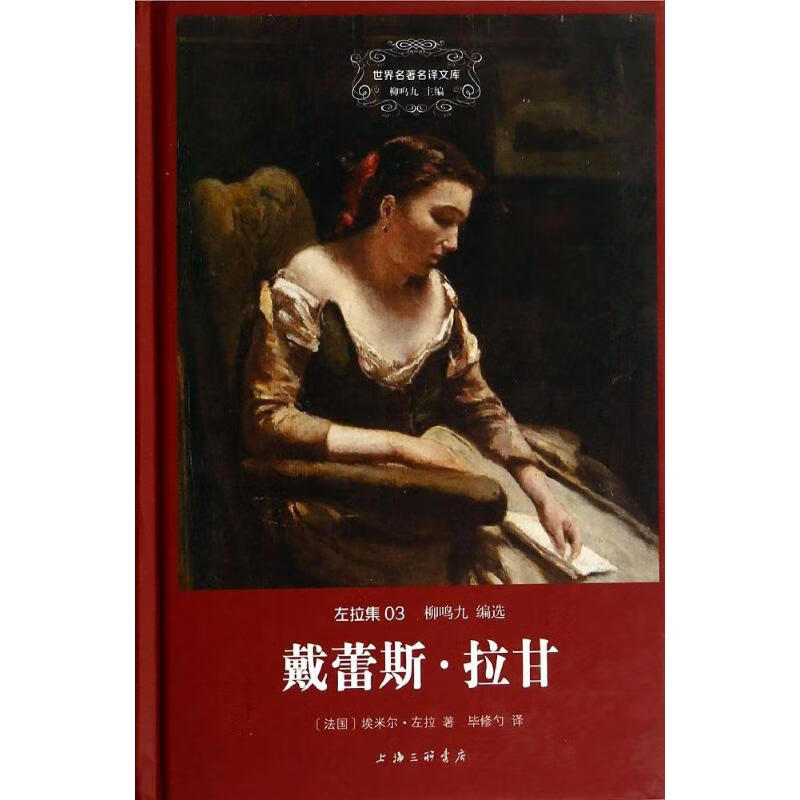 世界名著名译文库
柳鸣九 主编
左拉集 03 柳鸣九 编选
戴蕾斯·拉甘
〔法国〕埃米尔·左拉 著 毕修勺 译
上海三联书店